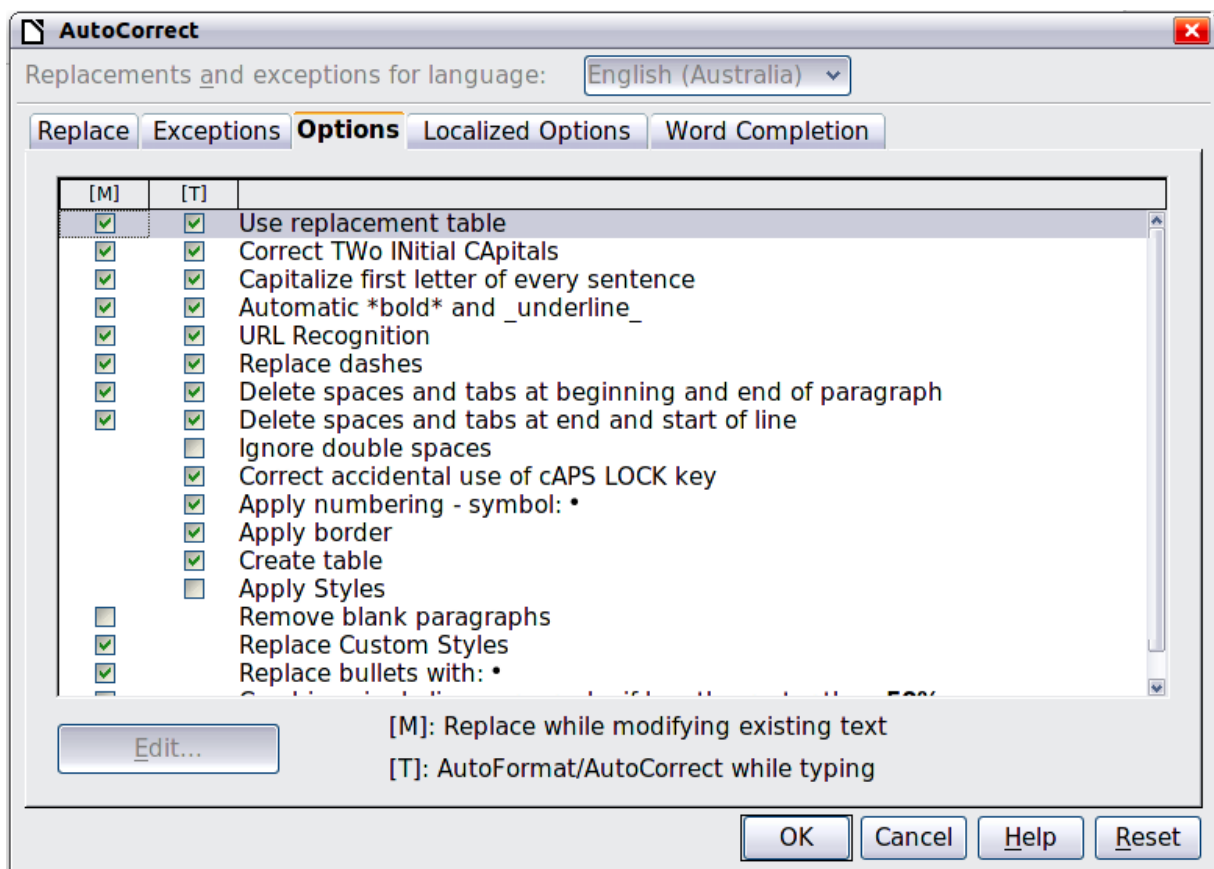 AutoCorrect
Replacements and exceptions for language: English (Australia)
Replace Exceptions Options Localized Options Word Completion
[M] [T]
Use replacement table
Correct TWo INitial CApitals
Capitalize first letter of every sentence
Automatic *bold* and _underline_
URL Recognition
Replace dashes
Delete spaces and tabs at beginning and end of paragraph
Delete spaces and tabs at end and start of line
Ignore double spaces
Correct accidental use of cAPS LOCK key
Apply numbering - symbol: •
Apply border
Create table
Apply Styles
Remove blank paragraphs
Replace Custom Styles
Replace bullets with: •
Edit...
[M]: Replace while modifying existing text
[T]: AutoFormat/AutoCorrect while typing
OK Cancel Help Reset